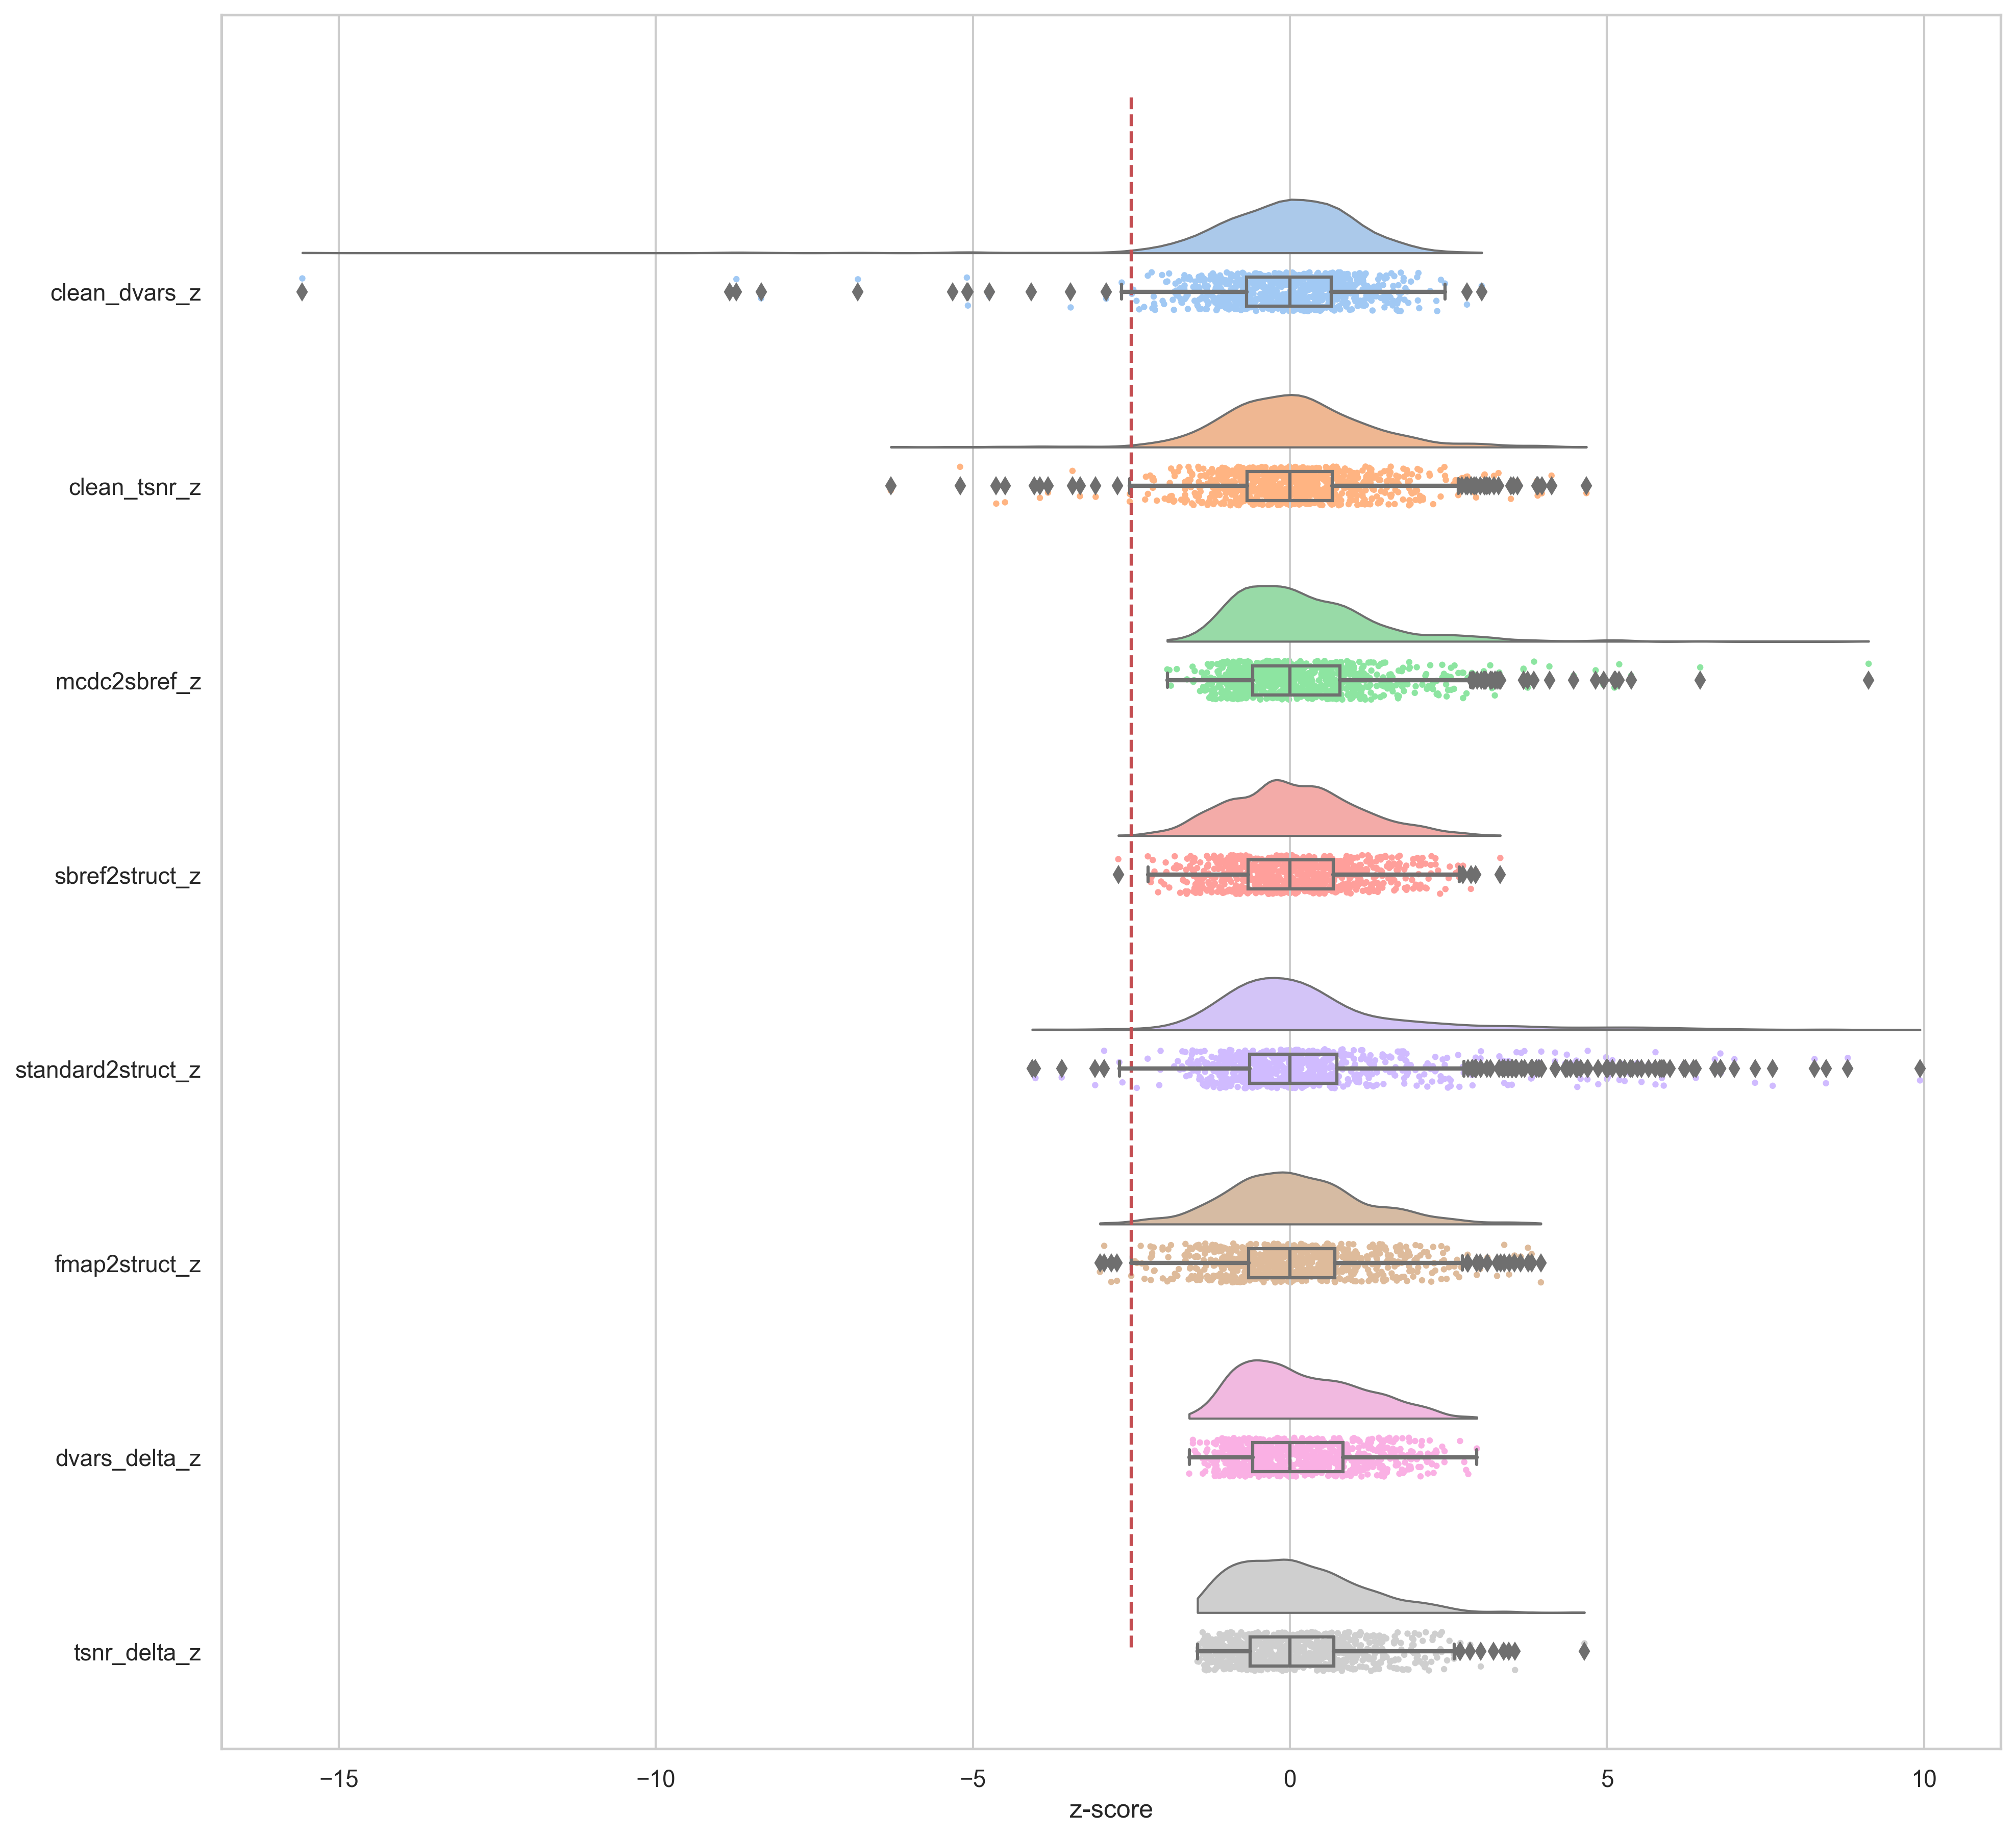 clean_dvars_z
clean_tsnr_z
mcdc2sbref_z
sbref2struct_z
standard2struct_z
fmap2struct_z
dvars_delta_z
tsnr_delta_z
−15 −10 −5 0 5 10
z-score